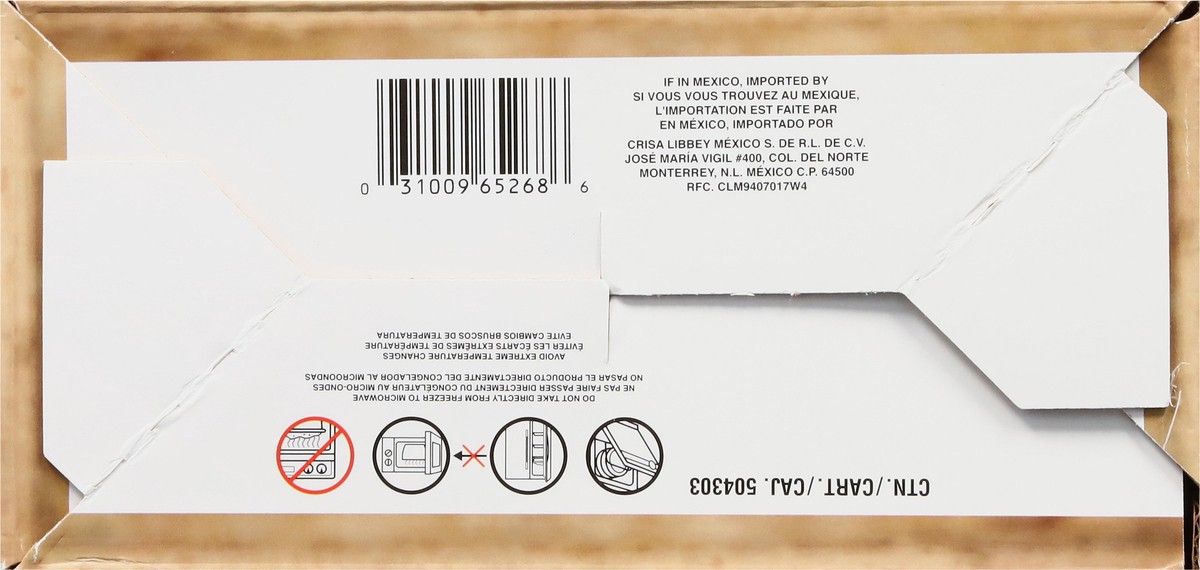 IF IN MEXICO, IMPORTED BY
SI VOUS VOUS TROUVEZ AU MEXIQUE,
L'IMPORTATION EST FAITE PAR
EN MÉXICO, IMPORTADO POR
CRISA LIBBEY MÉXICO S. DE R.L. DE C.V.
JOSÉ MARÍA VIGIL #400, COL. DEL NORTE
MONTERREY, N.L. MÉXICO C.P. 64500
RFC. CLM9407017W4
0 31009 65268 6
CTN./CART./CAJ. 504303
DO NOT TAKE DIRECTLY FROM FREEZER TO MICROWAVE
NE PAS FAIRE PASSER DIRECTEMENT DU CONGÉLATEUR AU MICRO-ONDES
NO PASAR EL PRODUCTO DIRECTAMENTE DEL CONGELADOR AL MICROONDAS
AVOID EXTREME TEMPERATURE CHANGES
ÉVITER LES ÉCARTS EXTRÊMES DE TEMPÉRATURE
EVITE CAMBIOS BRUSCOS DE TEMPERATURA